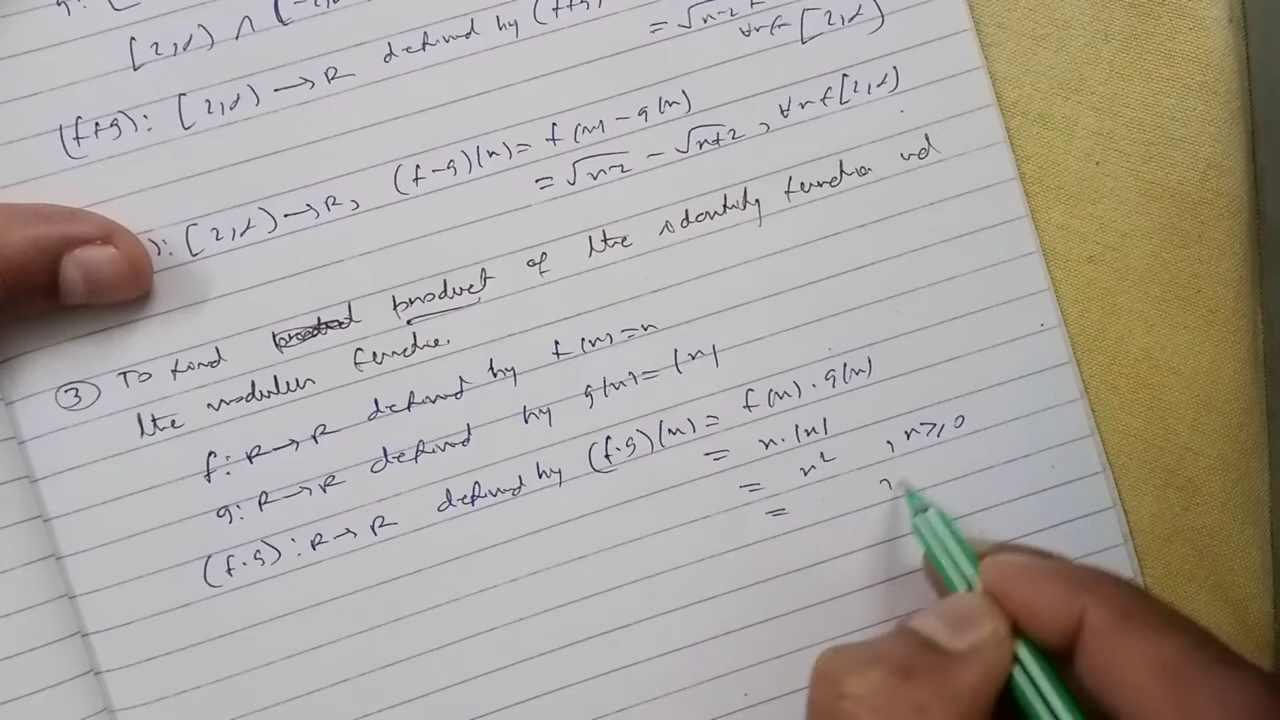 [2,∝) ∩ [-2,
(f+g): [2,∝) → R defined by (f+g)
= √n-2 +
∀n∈[2,∝)
): [2,∝) → R, (f-g)(n) = f(n) - g(n)
= √n-2 - √n+2, ∀n∈[2,∝)
③ To find product of the identity function and
the modulus function.
f: R→R defined by f(n) = n
g: R→R defined by g(n) = |n|
(f.g): R→R defined by (f.g)(n) = f(n).g(n)
= n.|n|
= n² , n≥0
= ,